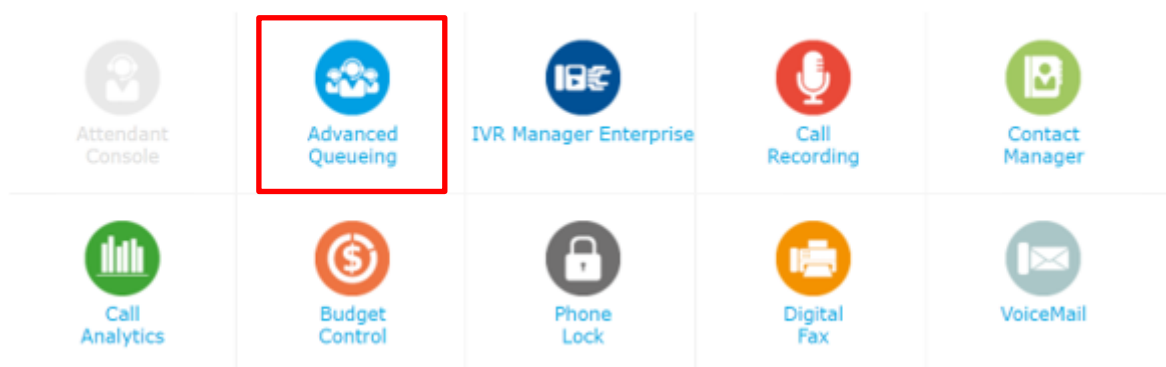 Attendant
Console
Advanced
Queueing
IVR Manager Enterprise
Call
Recording
Contact
Manager
Call
Analytics
Budget
Control
Phone
Lock
Digital
Fax
VoiceMail